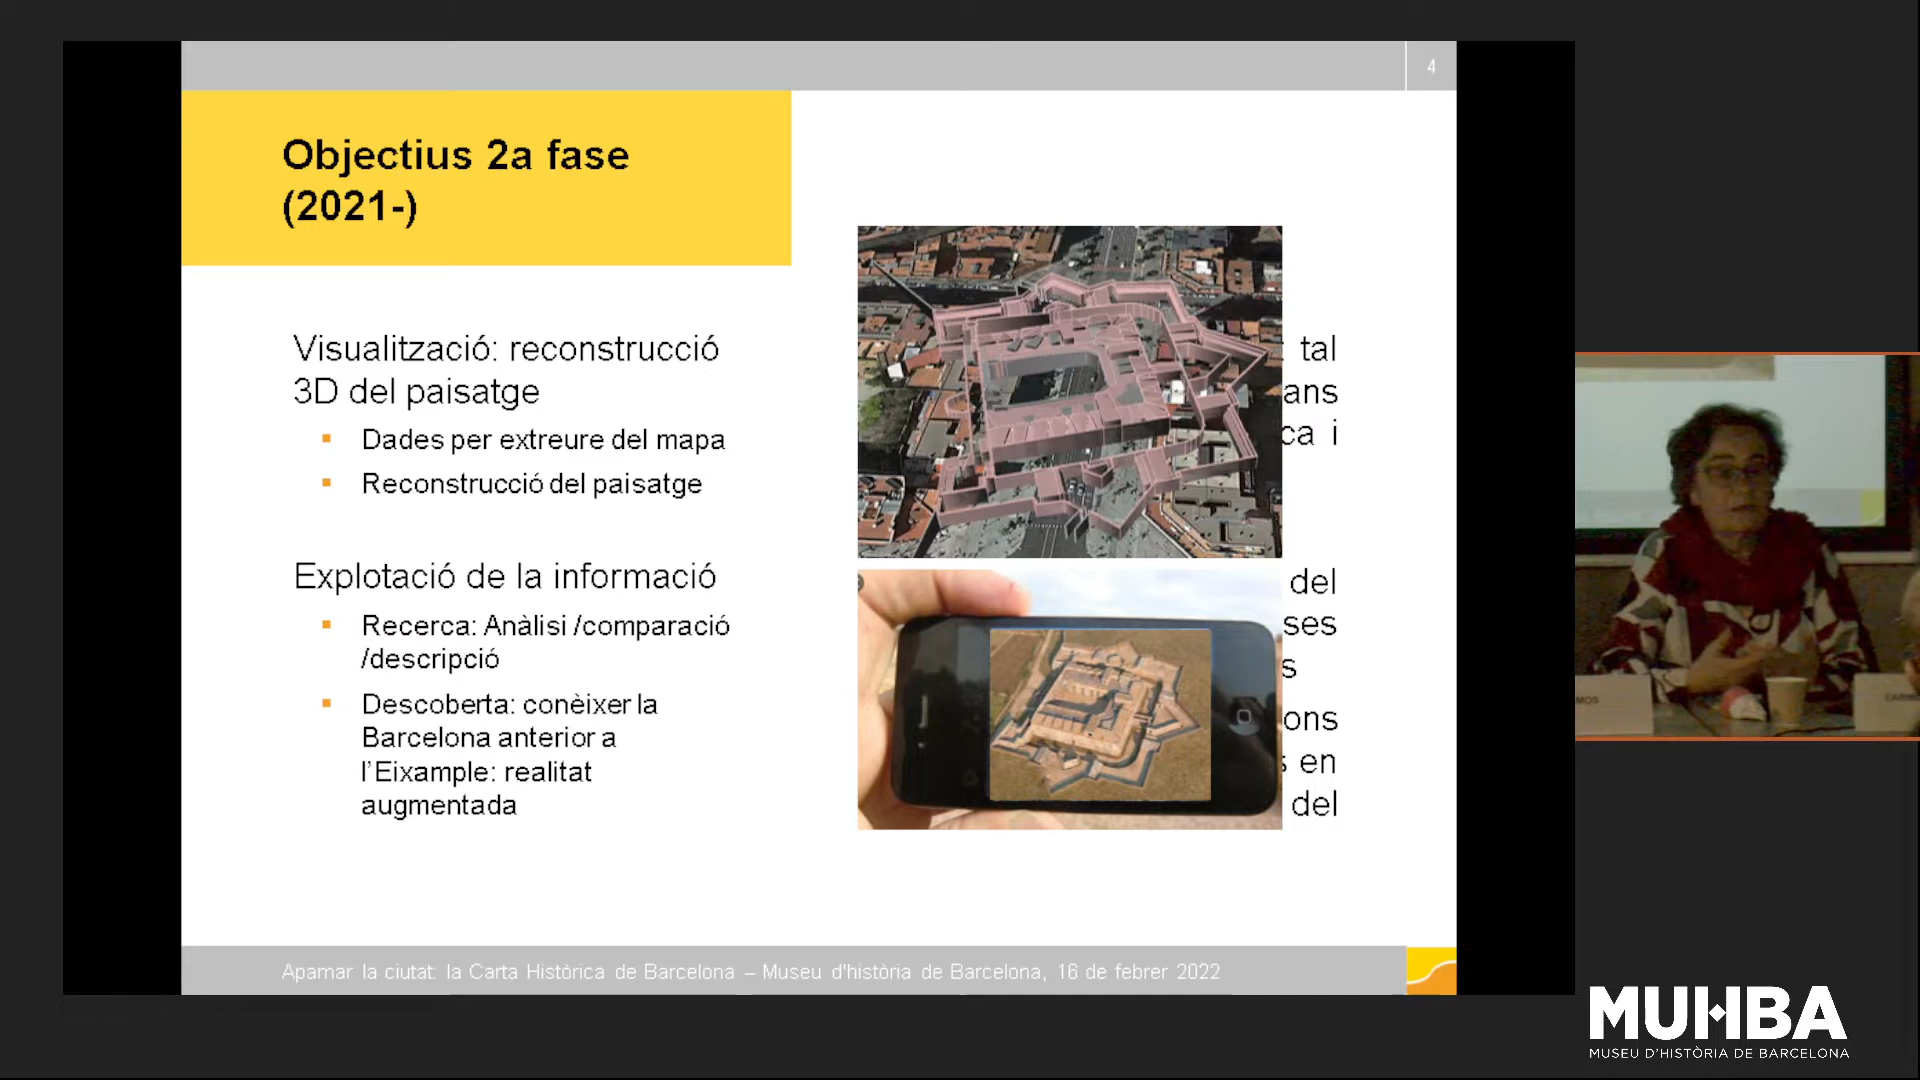 4
Objectius 2a fase
(2021-)
Visualització: reconstrucció
3D del paisatge
▪ Dades per extreure del mapa
▪ Reconstrucció del paisatge
Explotació de la informació
▪ Recerca: Anàlisi /comparació
/descripció
▪ Descoberta: conèixer la
Barcelona anterior a
l'Eixample: realitat
augmentada
tal
ans
ca i
del
ses
s
ons
s en
del
Apamar la ciutat: la Carta Històrica de Barcelona – Museu d'història de Barcelona, 16 de febrer 2022
MUHBA
MUSEU D'HISTÒRIA DE BARCELONA